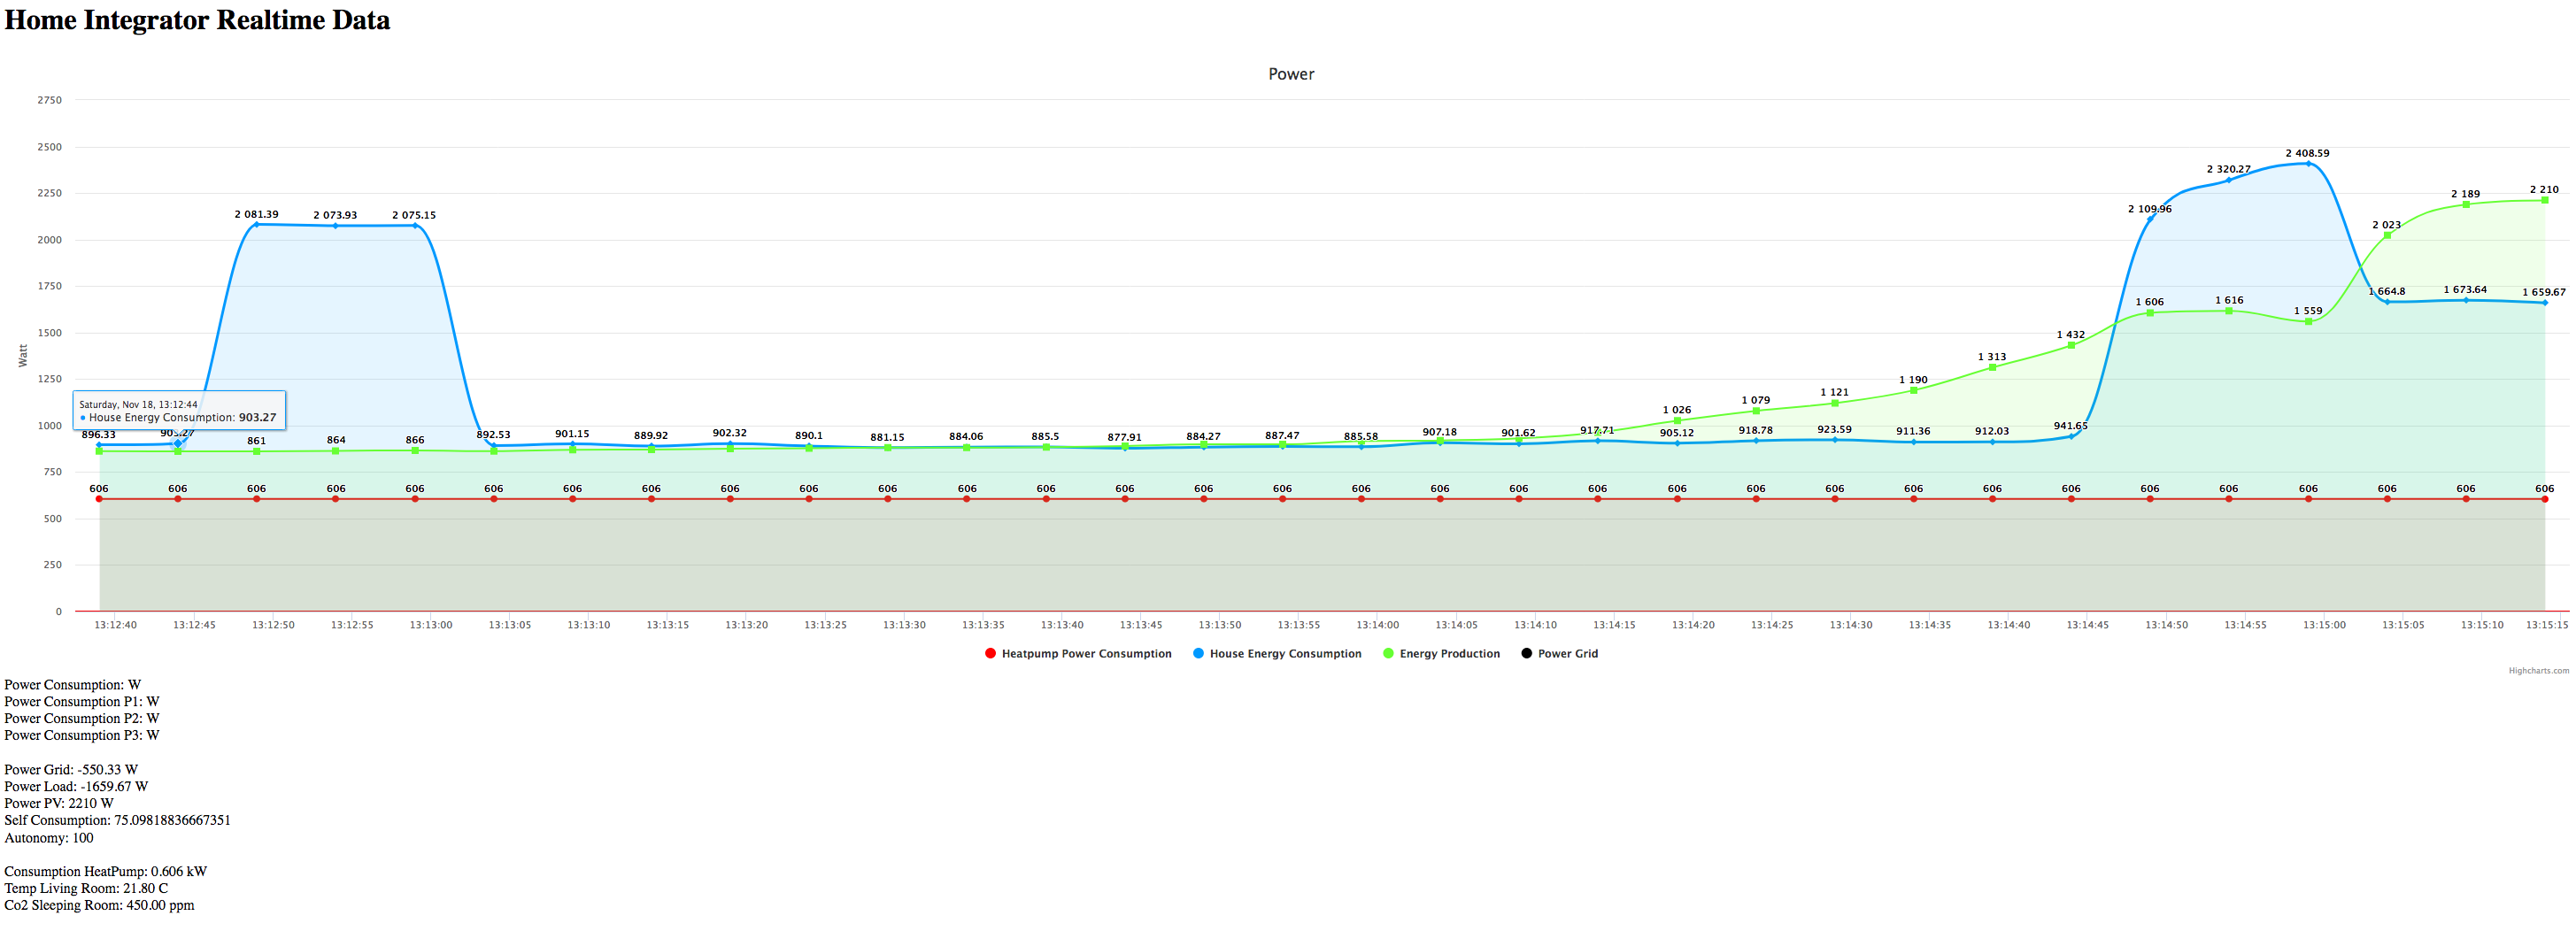 Home Integrator Realtime Data
Power
2750
2500
2250
2000
1750
1500
1250
1000
750
500
250
0
Watt
2 081.39 2 073.93 2 075.15
2 109.96 2 320.27 2 408.59
2 023 2 189 2 210
1 664.8 1 673.64 1 659.67
1 606 1 616 1 559
1 026 1 079 1 121 1 190 1 313 1 432
Saturday, Nov 18, 13:12:44
● House Energy Consumption: 903.27
896.33 903.27 892.53 901.15 889.92 902.32 890.1 881.15 884.06 885.5 877.91 884.27 887.47 885.58 907.18 901.62 917.71 905.12 918.78 923.59 911.36 912.03 941.65
861 864 866
606 606 606 606 606 606 606 606 606 606 606 606 606 606 606 606 606 606 606 606 606 606 606 606 606 606 606 606 606 606 606 606
13:12:40 13:12:45 13:12:50 13:12:55 13:13:00 13:13:05 13:13:10 13:13:15 13:13:20 13:13:25 13:13:30 13:13:35 13:13:40 13:13:45 13:13:50 13:13:55 13:14:00 13:14:05 13:14:10 13:14:15 13:14:20 13:14:25 13:14:30 13:14:35 13:14:40 13:14:45 13:14:50 13:14:55 13:15:00 13:15:05 13:15:10 13:15:15
Heatpump Power Consumption House Energy Consumption Energy Production Power Grid
Highcharts.com
Power Consumption: W
Power Consumption P1: W
Power Consumption P2: W
Power Consumption P3: W
Power Grid: -550.33 W
Power Load: -1659.67 W
Power PV: 2210 W
Self Consumption: 75.09818836667351
Autonomy: 100
Consumption HeatPump: 0.606 kW
Temp Living Room: 21.80 C
Co2 Sleeping Room: 450.00 ppm